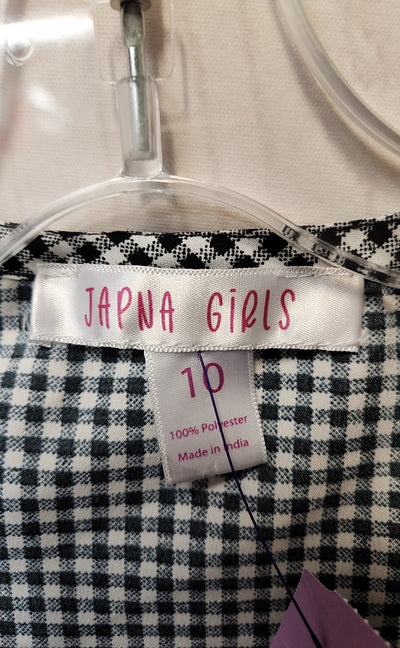 JAPNA GiRLS
10
100% Polyester
Made in India